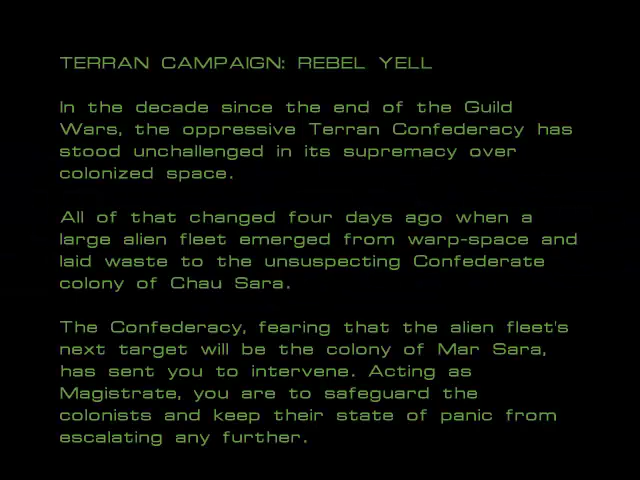 TERRAN CAMPAIGN: REBEL YELL
In the decade since the end of the Guild
Wars, the oppressive Terran Confederacy has
stood unchallenged in its supremacy over
colonized space.
All of that changed four days ago when a
large alien fleet emerged from warp-space and
laid waste to the unsuspecting Confederate
colony of Chau Sara.
The Confederacy, fearing that the alien fleet's
next target will be the colony of Mar Sara,
has sent you to intervene. Acting as
Magistrate, you are to safeguard the
colonists and keep their state of panic from
escalating any further.